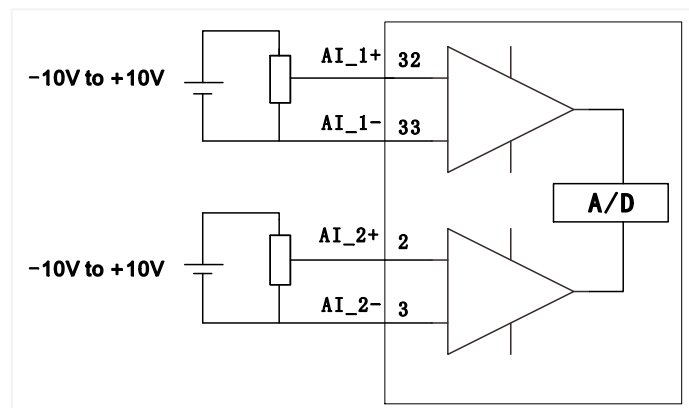 AI_1+ 32
-10V to +10V
AI_1- 33
A/D
AI_2+ 2
-10V to +10V
AI_2- 3